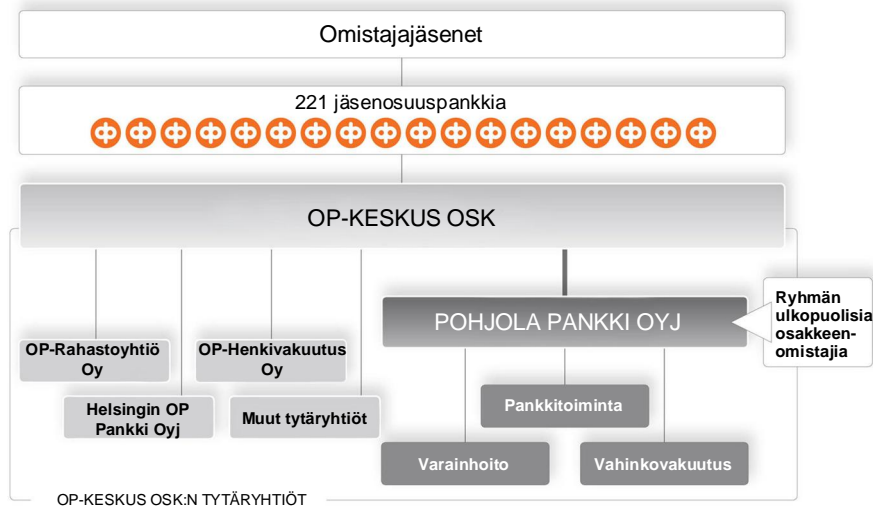 Omistajajäsenet
221 jäsenosuuspankkia
OP-KESKUS OSK
POHJOLA PANKKI OYJ
Ryhmän
ulkopuolisia
osakkeen-
omistajia
OP-Rahastoyhtiö
Oy
OP-Henkivakuutus
Oy
Helsingin OP
Pankki Oyj
Muut tytäryhtiöt
Pankkitoiminta
Varainhoito
Vahinkovakuutus
OP-KESKUS OSK:N TYTÄRYHTIÖT